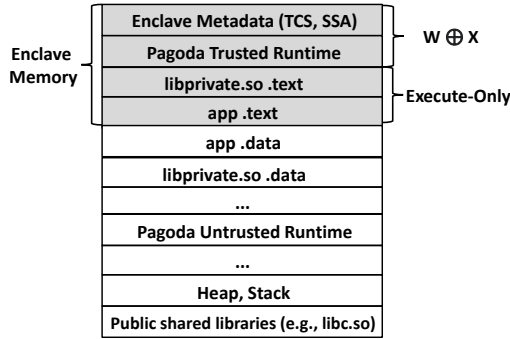 Enclave Memory
Enclave Metadata (TCS, SSA)
Pagoda Trusted Runtime
W ⊕ X
libprivate.so .text
app .text
Execute-Only
app .data
libprivate.so .data
...
Pagoda Untrusted Runtime
...
Heap, Stack
Public shared libraries (e.g., libc.so)